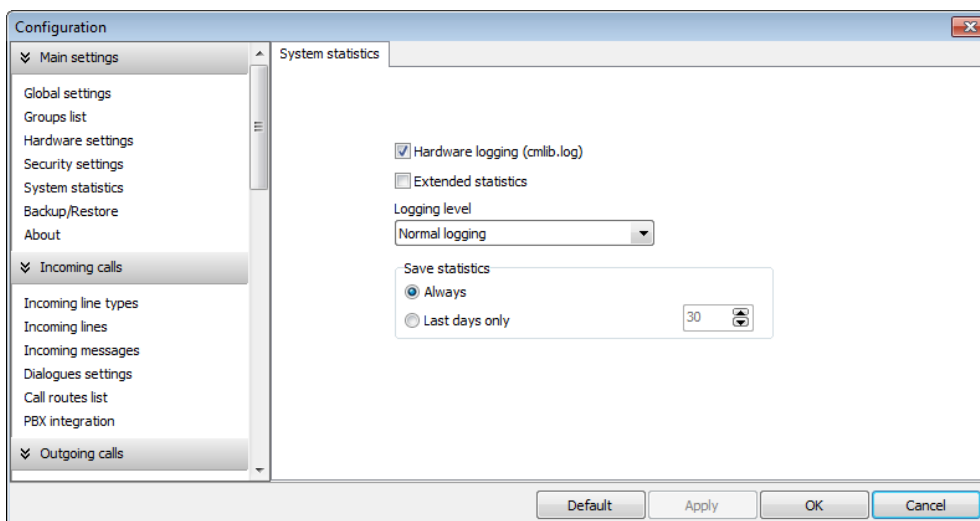 Configuration
Main settings
Global settings
Groups list
Hardware settings
Security settings
System statistics
Backup/Restore
About
Incoming calls
Incoming line types
Incoming lines
Incoming messages
Dialogues settings
Call routes list
PBX integration
Outgoing calls
System statistics
Hardware logging (cmlib.log)
Extended statistics
Logging level
Normal logging
Save statistics
Always
Last days only 30
Default Apply OK Cancel